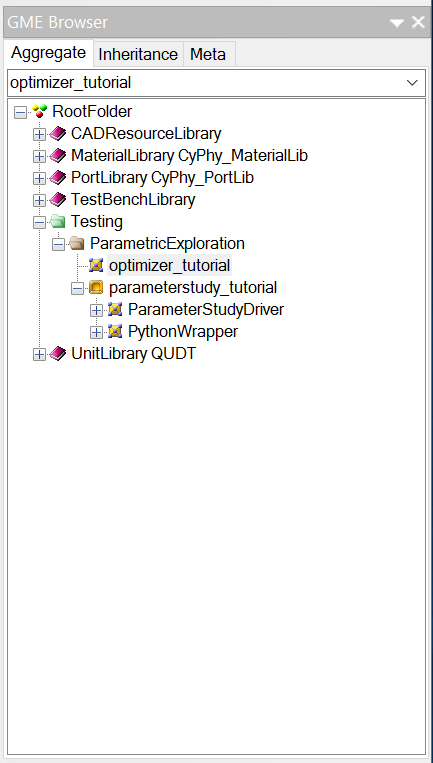 GME Browser
Aggregate Inheritance Meta
optimizer_tutorial
RootFolder
CADResourceLibrary
MaterialLibrary CyPhy_MaterialLib
PortLibrary CyPhy_PortLib
TestBenchLibrary
Testing
ParametricExploration
optimizer_tutorial
parameterstudy_tutorial
ParameterStudyDriver
PythonWrapper
UnitLibrary QUDT